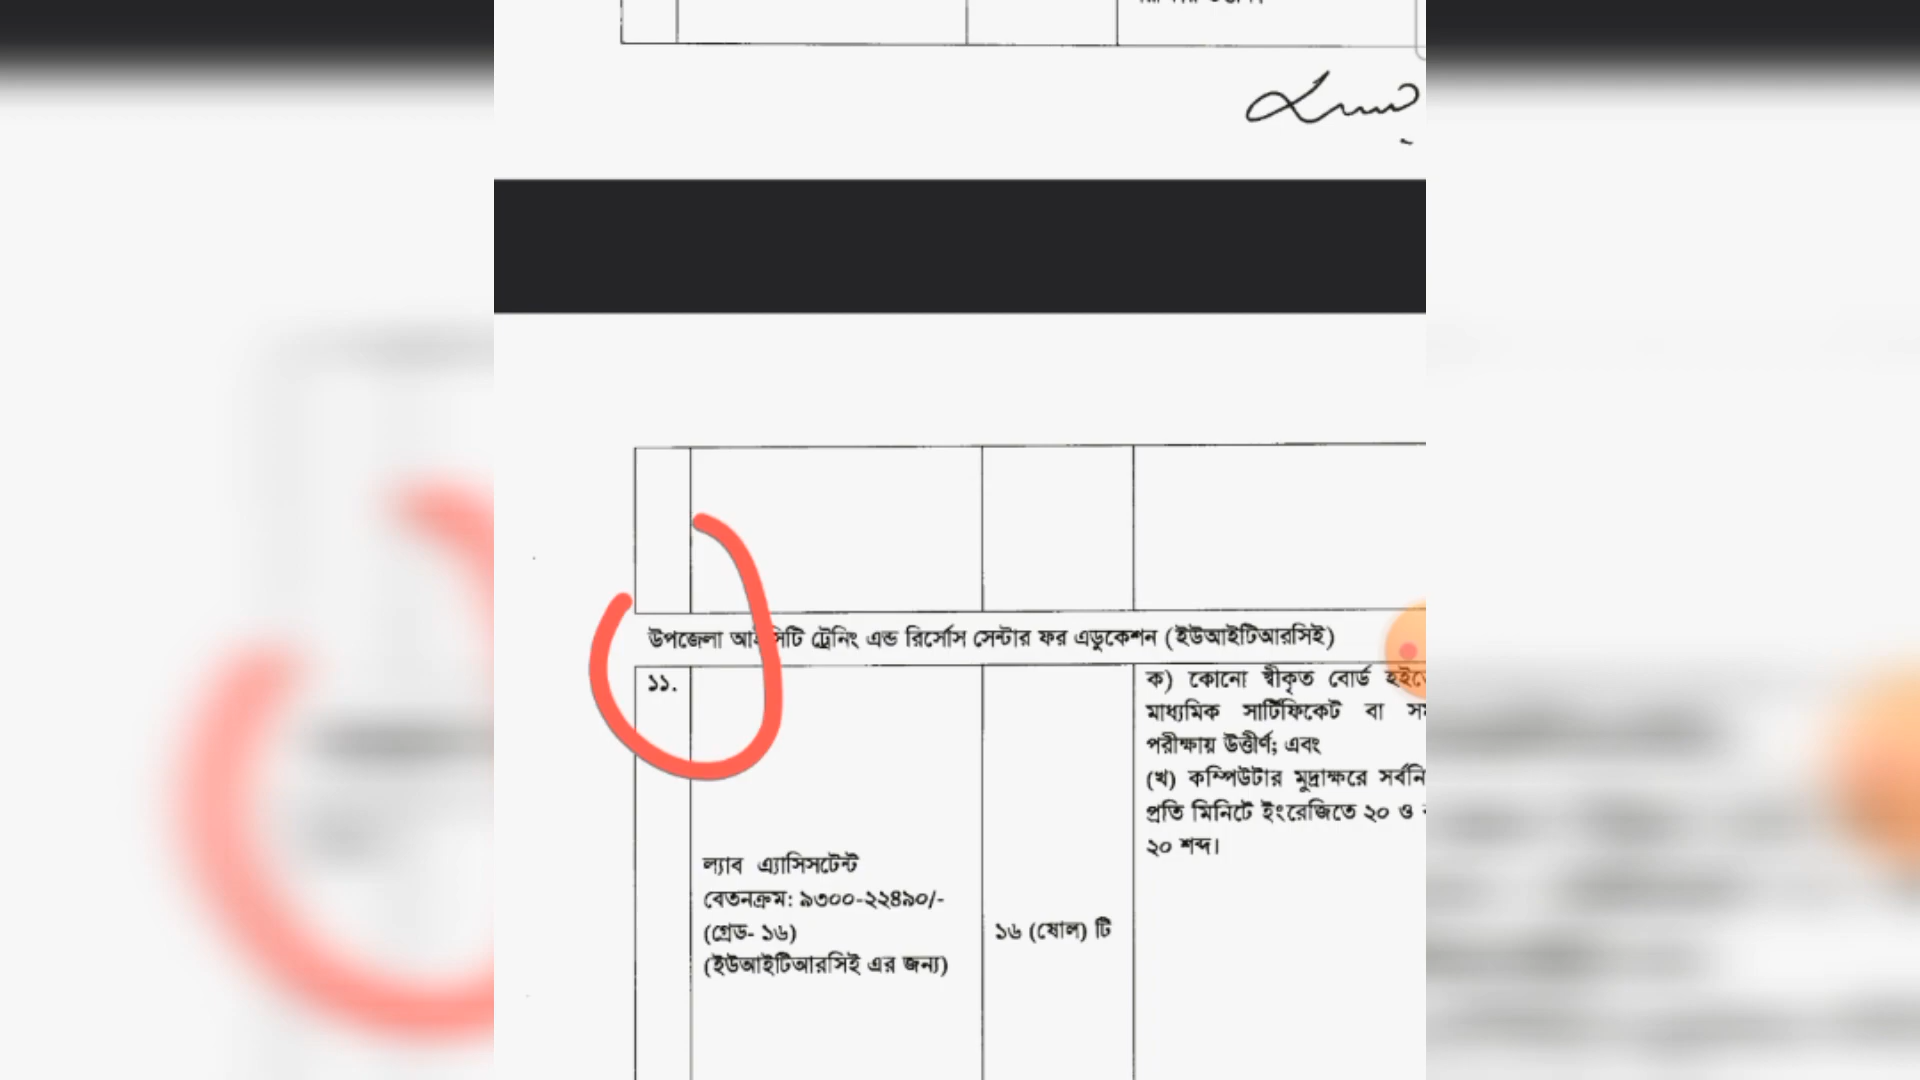 উপজেলা আইসিটি ট্রেনিং এন্ড রির্সোস সেন্টার ফর এডুকেশন (ইউআইটিআরসিই)
১১.
ল্যাব এ্যাসিসটেন্ট
বেতনক্রম: ৯৩০০-২২৪৯০/-
(গ্রেড- ১৬)
(ইউআইটিআরসিই এর জন্য)
১৬ (ষোল) টি
ক) কোনো স্বীকৃত বোর্ড
মাধ্যমিক সার্টিফিকেট বা
পরীক্ষায় উত্তীর্ণ; এবং
(খ) কম্পিউটার মুদ্রাক্ষরে
প্রতি মিনিটে ইংরেজিতে ২০ ও
২০ শব্দ।